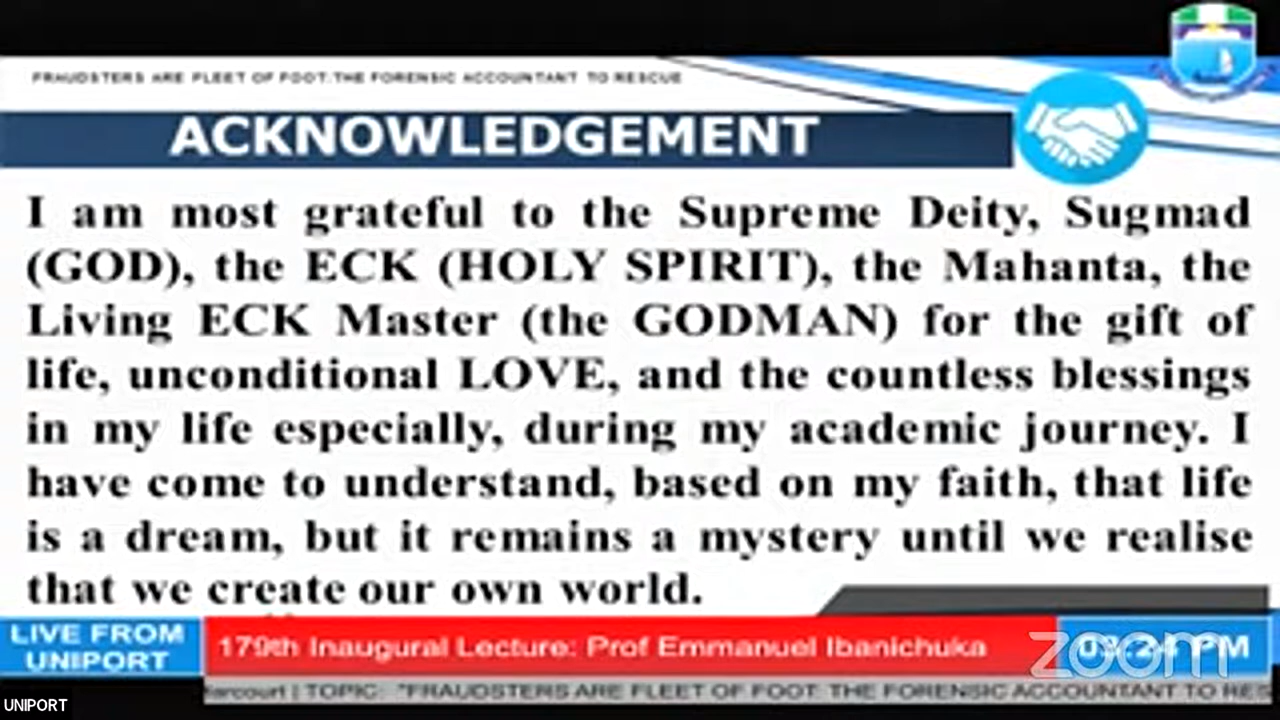 FRAUDSTERS ARE FLEET OF FOOT:THE FORENSIC ACCOUNTANT TO RESCUE
ACKNOWLEDGEMENT
I am most grateful to the Supreme Deity, Sugmad
(GOD), the ECK (HOLY SPIRIT), the Mahanta, the
Living ECK Master (the GODMAN) for the gift of
life, unconditional LOVE, and the countless blessings
in my life especially, during my academic journey. I
have come to understand, based on my faith, that life
is a dream, but it remains a mystery until we realise
that we create our own world.
LIVE FROM
UNIPORT
179th Inaugural Lecture: Prof Emmanuel Ibanichuka
03:24 PM
zoom
arcourt | TOPIC: "FRAUDSTERS ARE FLEET OF FOOT: THE FORENSIC ACCOUNTANT TO RES
UNIPORT